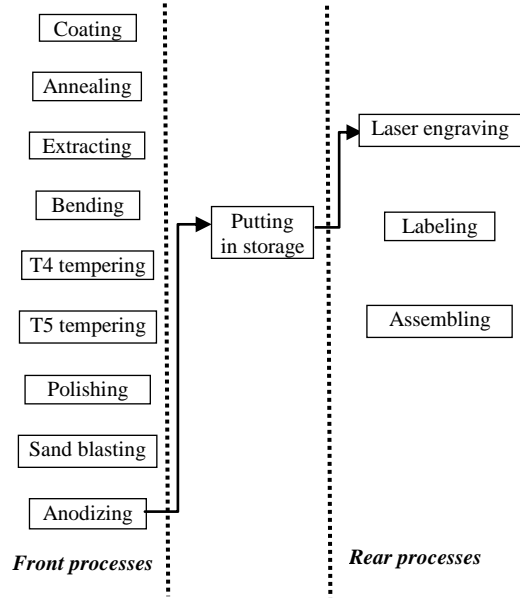 Coating
Annealing
Extracting
Bending
T4 tempering
T5 tempering
Polishing
Sand blasting
Anodizing
Front processes
Putting
in storage
Laser engraving
Labeling
Assembling
Rear processes